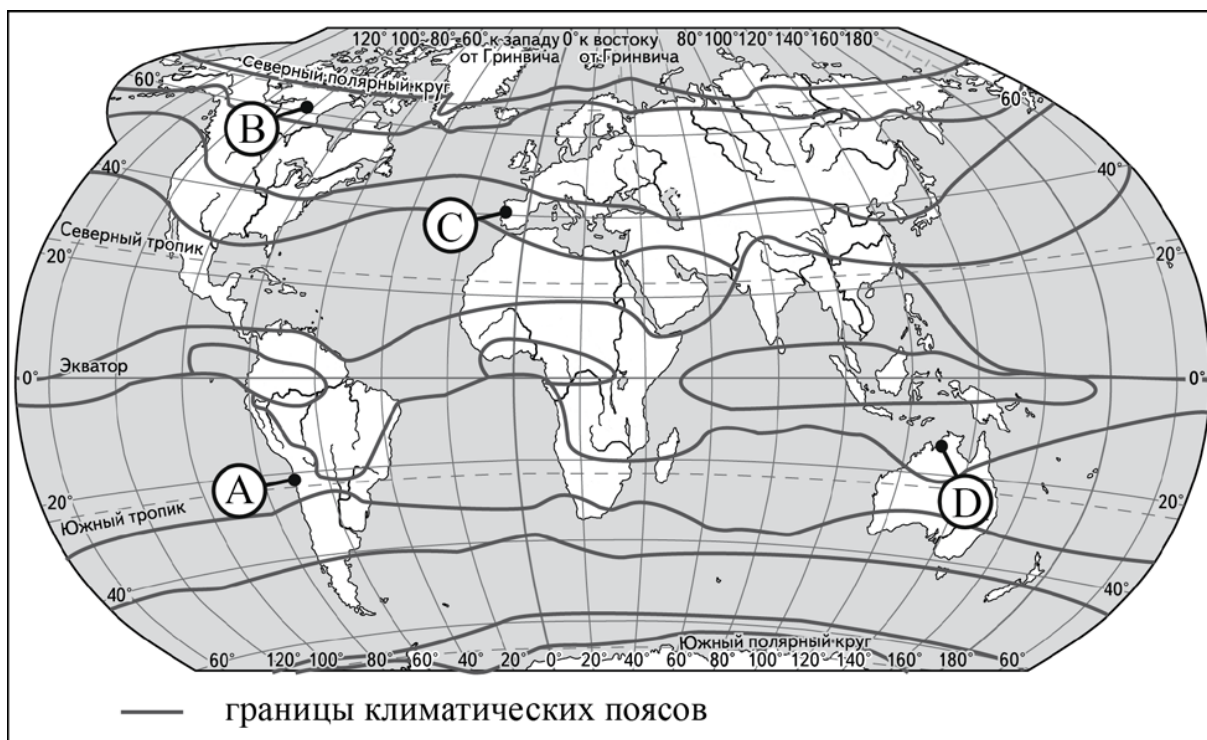 120° 100° 80° 60° к западу 0° к востоку 80° 100° 120° 140° 160° 180°
от Гринвича от Гринвича
Северный полярный круг
60° 60°
B
40° 40°
C
Северный тропик
20° 20°
Экватор
0° 0°
A
D
20° 20°
Южный тропик
40° 40°
Южный полярный круг
60° 120° 100° 80° 60° 40° 20° 0° 20° 40° 60° 80° 100° 120° 140° 160° 180° 60°
границы климатических поясов